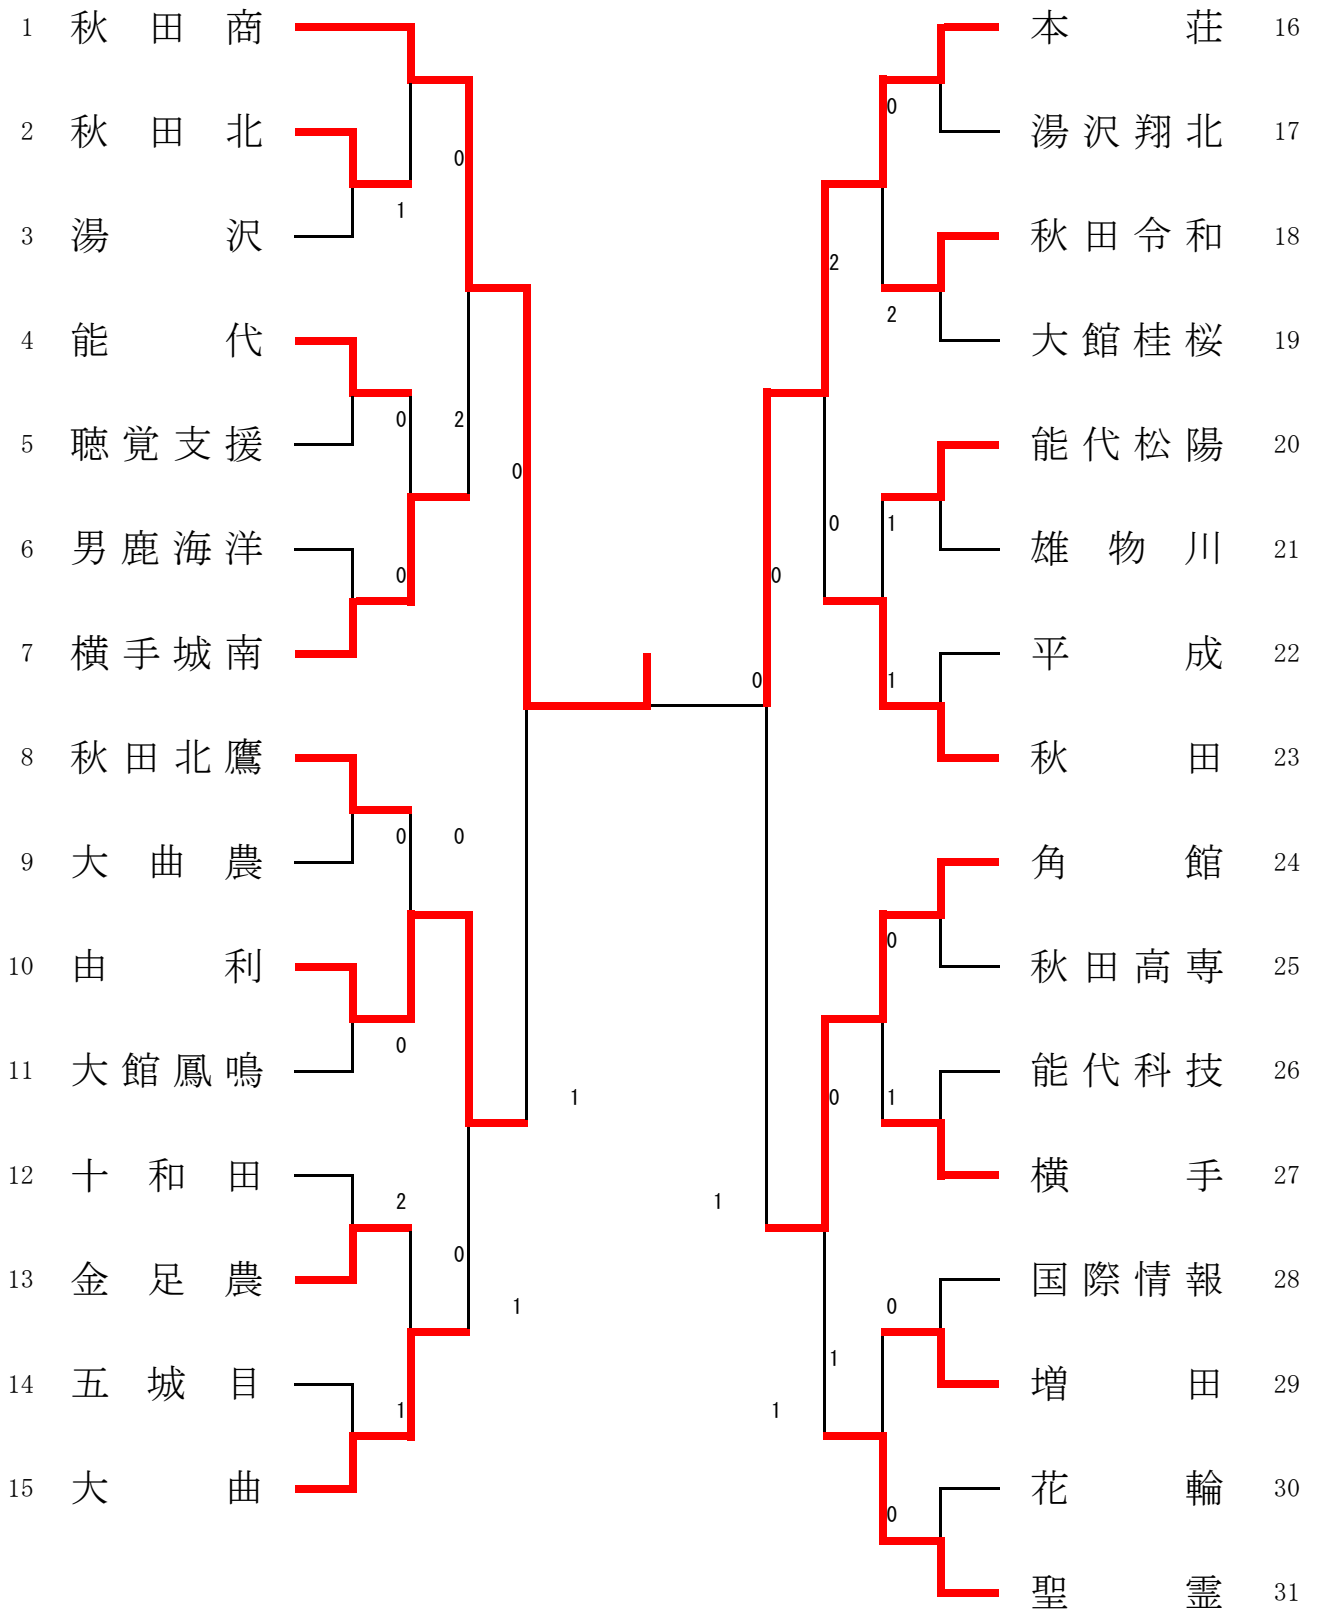 1 秋田商
2 秋田北
3 湯沢
4 能代
5 聴覚支援
6 男鹿海洋
7 横手城南
8 秋田北鷹
9 大曲農
10 由利
11 大館鳳鳴
12 十和田
13 金足農
14 五城目
15 大曲
0
1
0
2
0
0
0
0
0
0
1
2
0
1
1
本荘 16
湯沢翔北 17
秋田令和 18
大館桂桜 19
能代松陽 20
雄物川 21
平成 22
秋田 23
角館 24
秋田高専 25
能代科技 26
横手 27
国際情報 28
増田 29
花輪 30
聖霊 31
0
2
2
0
1
0
0
1
0
0
1
1
0
1
1
0